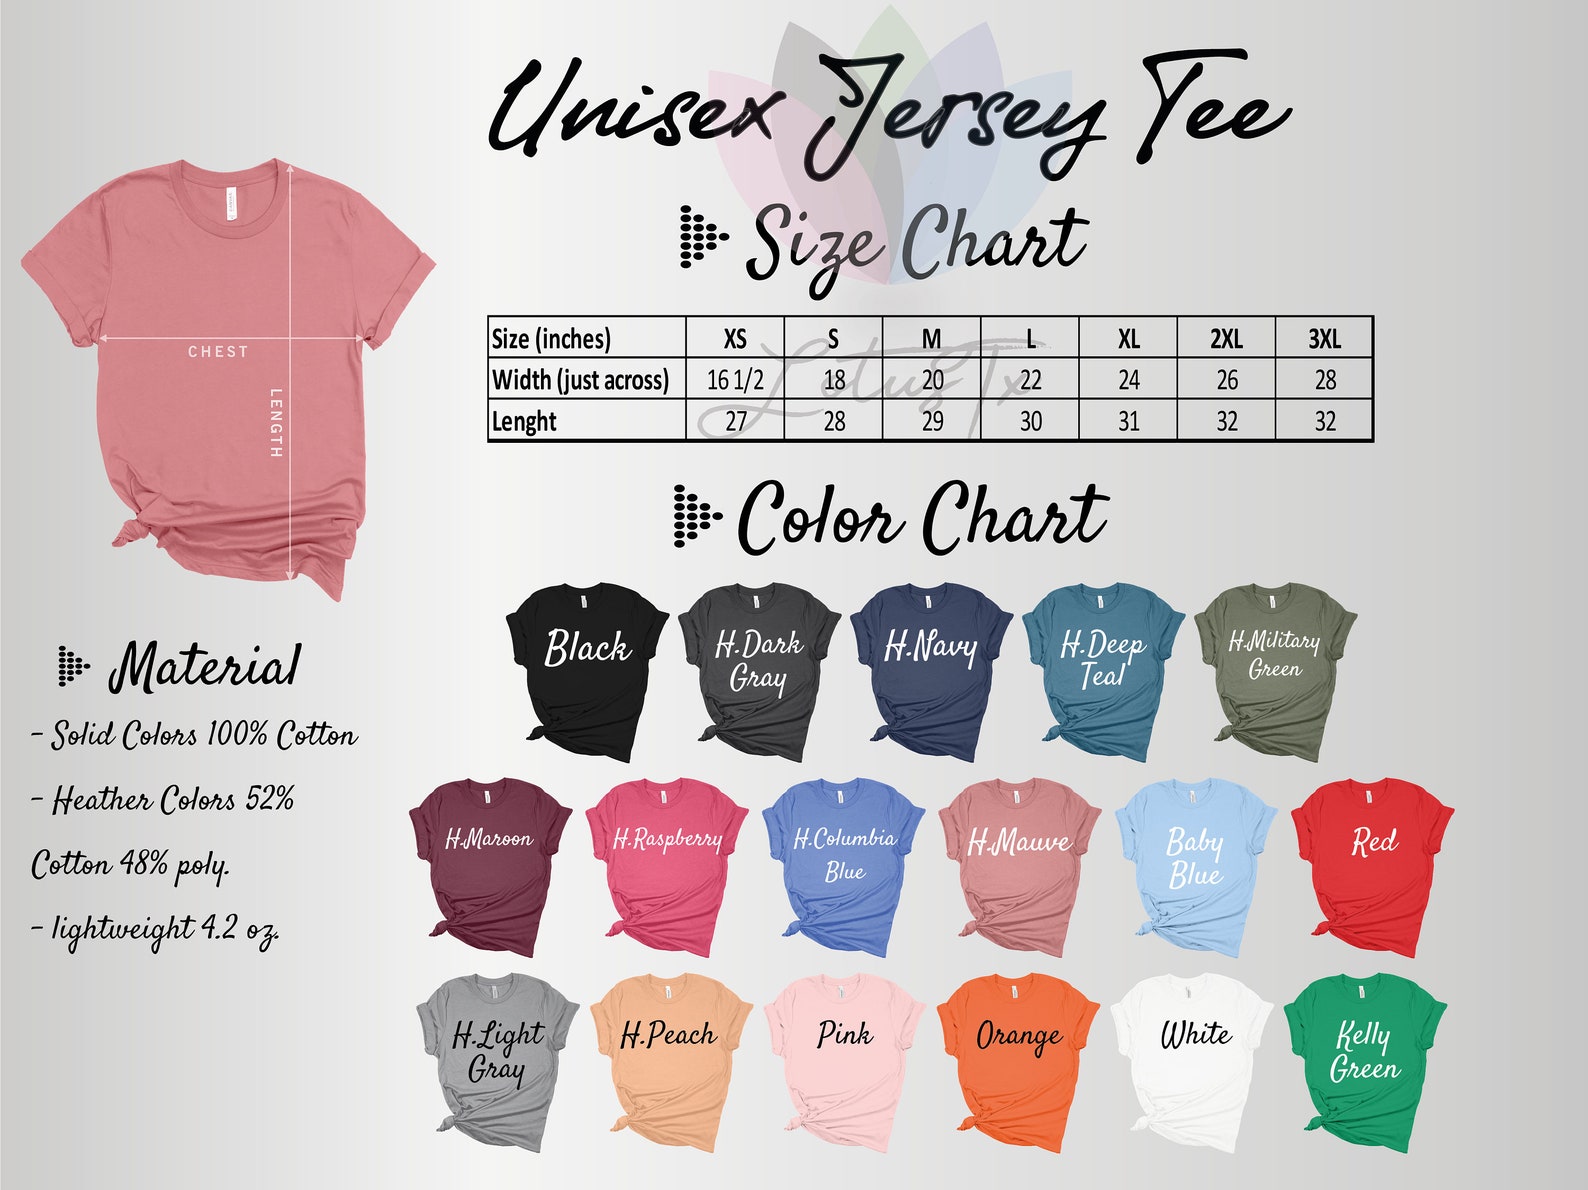 Unisex Jersey Tee
Size Chart
CANVAS
CHEST
LENGTH
Size (inches) XS S M L XL 2XL 3XL
Width (just across) 16 1/2 18 20 22 24 26 28
Lenght 27 28 29 30 31 32 32
LotusTx
Color Chart
Material
- Solid Colors 100% Cotton
- Heather Colors 52%
Cotton 48% poly.
- lightweight 4.2 oz.
Black
H.Dark
Gray
H.Navy
H.Deep
Teal
H.Military
Green
H.Maroon
H.Raspberry
H.Columbia
Blue
H.Mauve
Baby
Blue
Red
H.Light
Gray
H.Peach
Pink
Orange
White
Kelly
Green